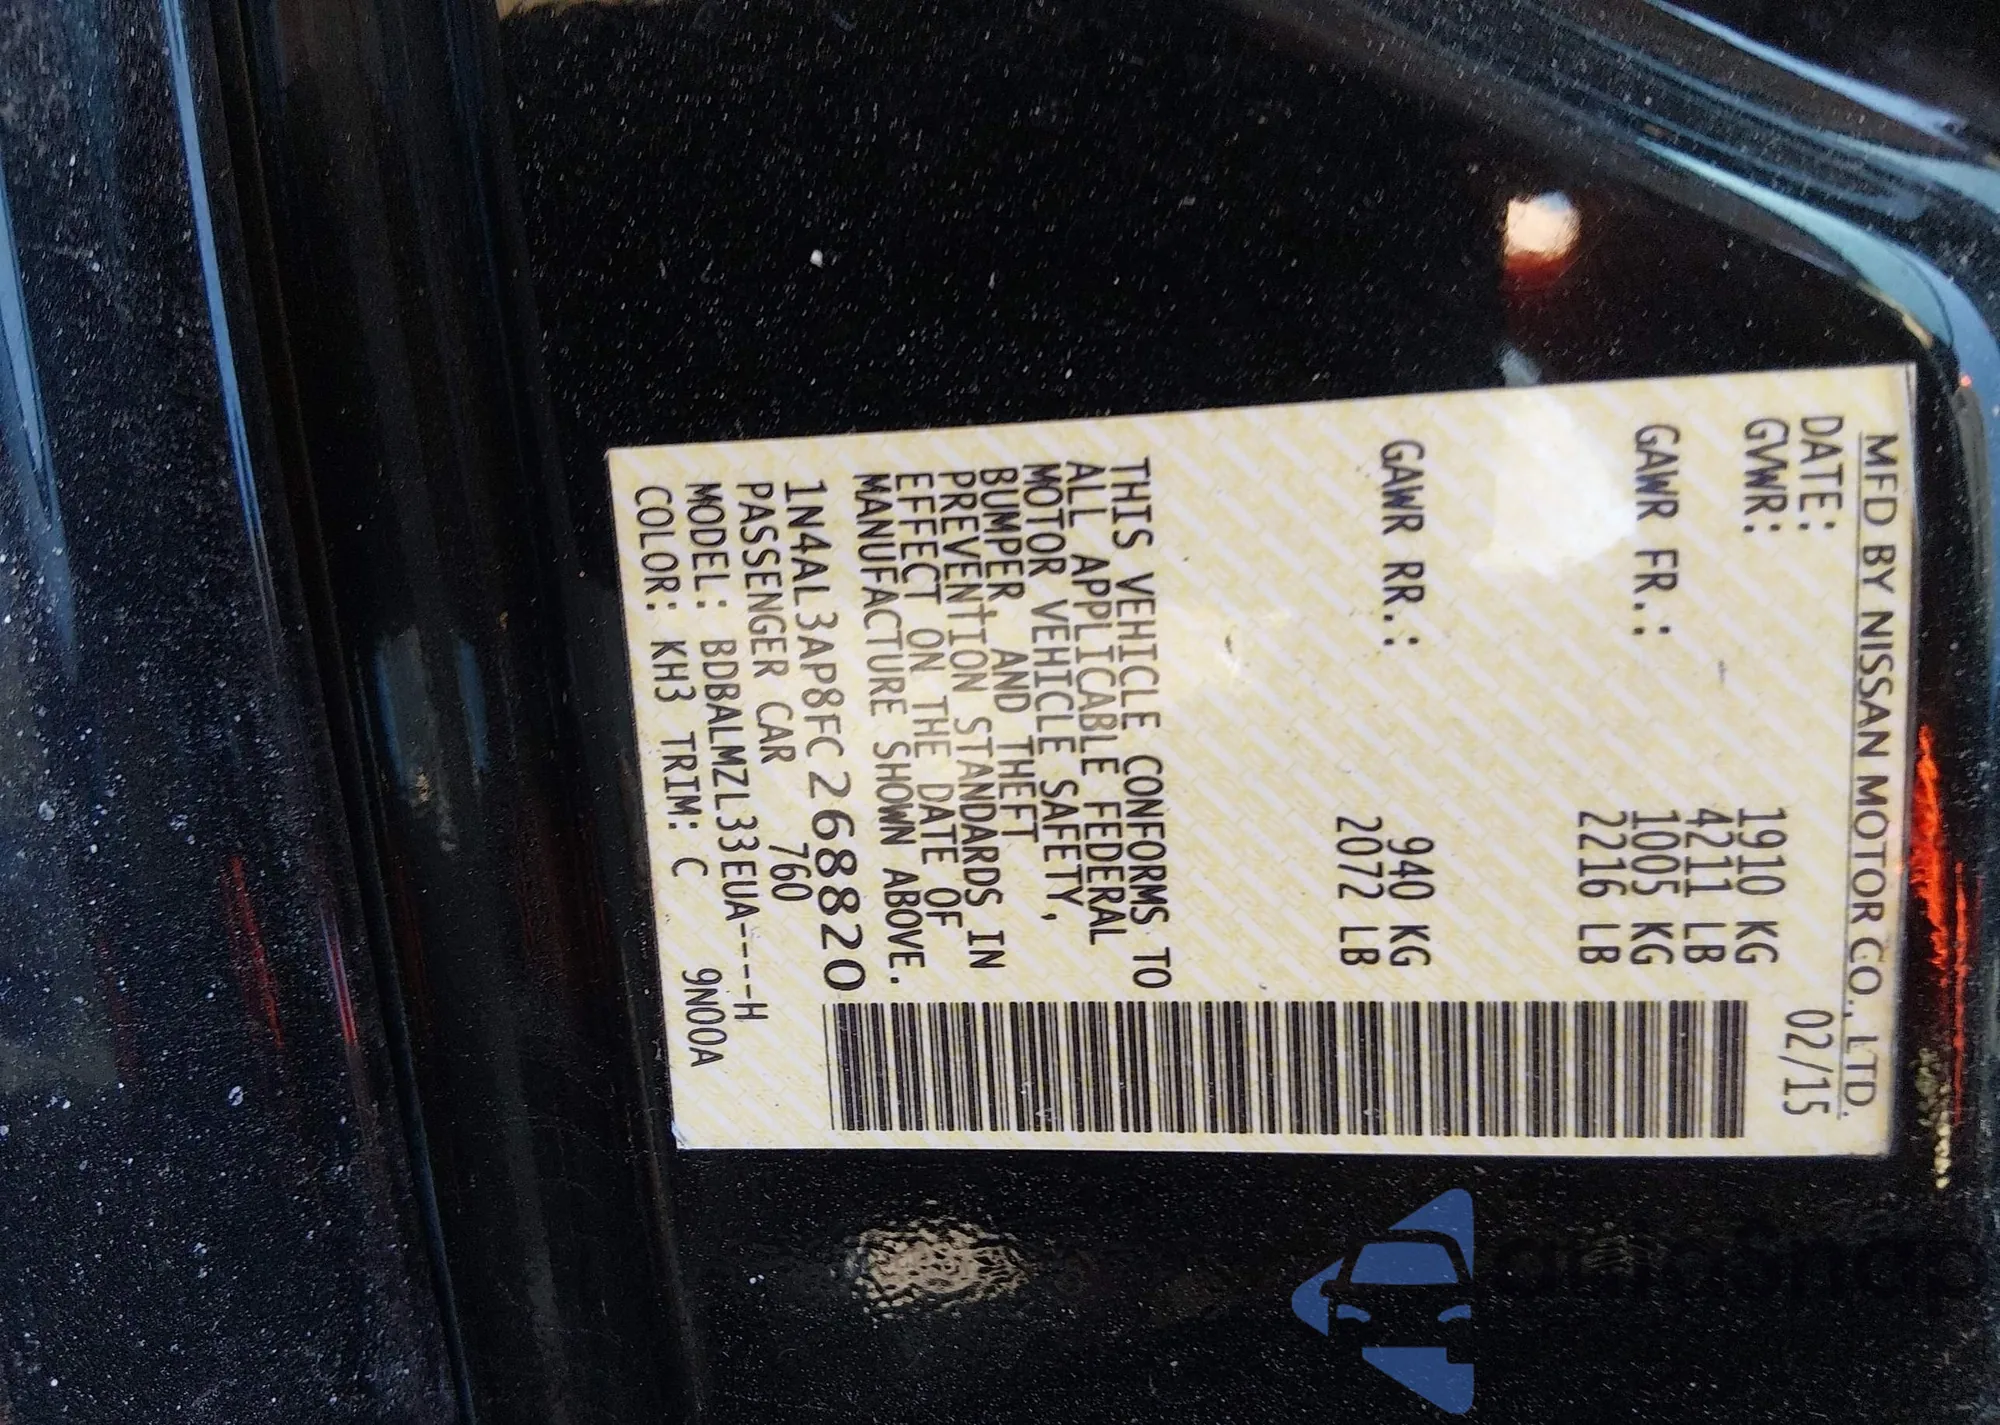 MFD BY NISSAN MOTOR CO., LTD.
DATE: 02/15
GVWR: 1910 KG
4211 LB
GAWR FR.: 1005 KG
2216 LB
GAWR RR.: 940 KG
2072 LB
THIS VEHICLE CONFORMS TO
ALL APPLICABLE FEDERAL
MOTOR VEHICLE SAFETY,
BUMPER, AND THEFT
PREVENTION STANDARDS IN
EFFECT ON THE DATE OF
MANUFACTURE SHOWN ABOVE.
1N4AL3AP8FC268820
PASSENGER CAR 760
MODEL: BDBALMZL33EUA----H
COLOR: KH3 TRIM: C 9N00A